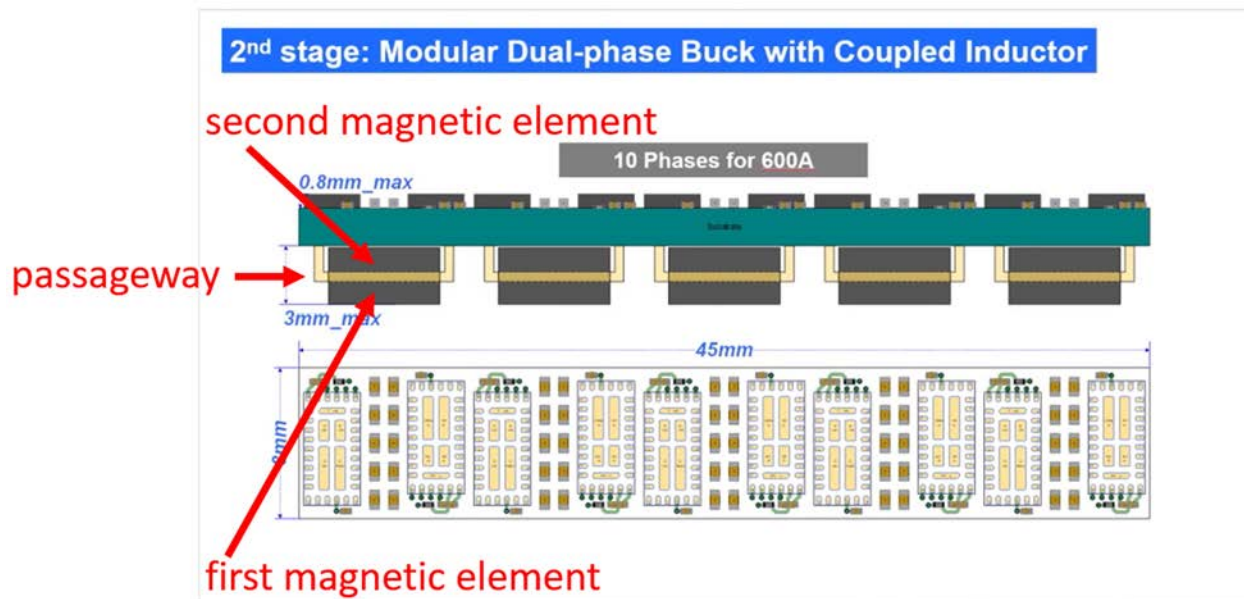 2nd stage: Modular Dual-phase Buck with Coupled Inductor
second magnetic element
10 Phases for 600A
0.8mm_max
passageway
3mm_max
45mm
first magnetic element